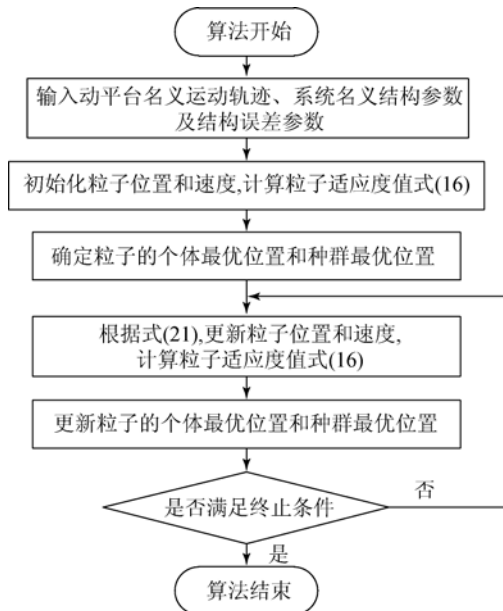 算法开始
输入动平台名义运动轨迹、系统名义结构参数
及结构误差参数
初始化粒子位置和速度,计算粒子适应度值式(16)
确定粒子的个体最优位置和种群最优位置
根据式(21),更新粒子位置和速度,
计算粒子适应度值式(16)
更新粒子的个体最优位置和种群最优位置
是否满足终止条件
否
是
算法结束